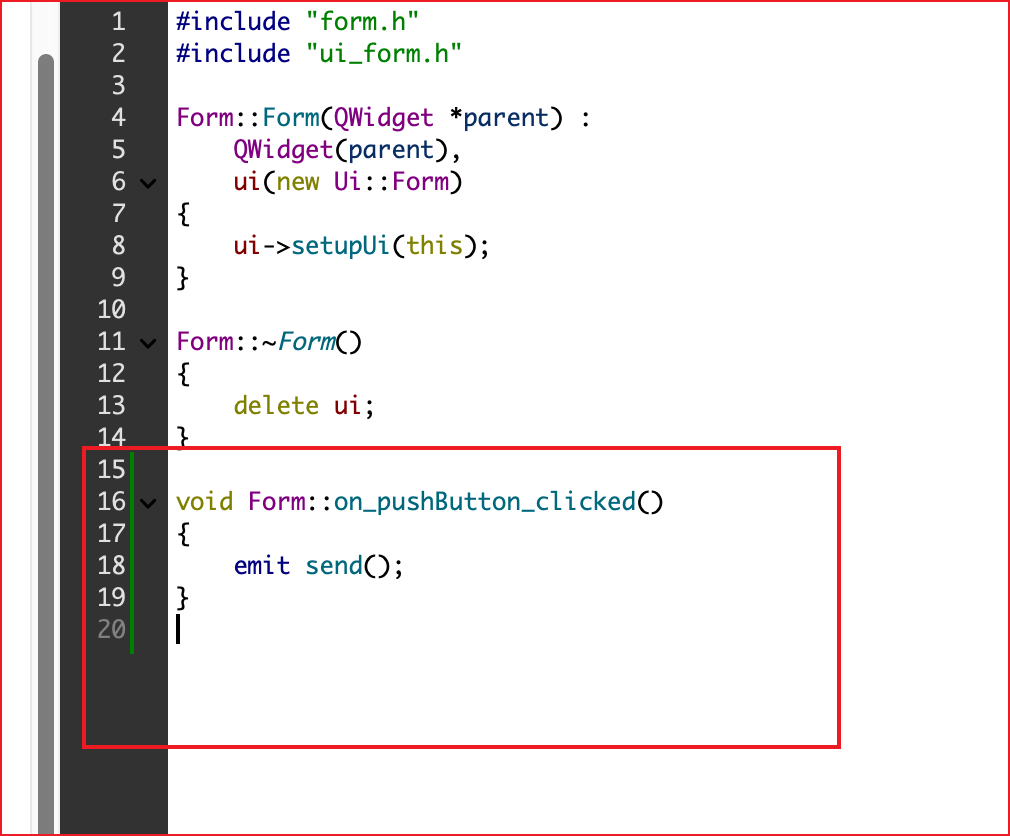 1 #include "form.h"
2 #include "ui_form.h"
3
4 Form::Form(QWidget *parent) :
5     QWidget(parent),
6     ui(new Ui::Form)
7 {
8     ui->setupUi(this);
9 }
10
11 Form::~Form()
12 {
13     delete ui;
14 }
15
16 void Form::on_pushButton_clicked()
17 {
18     emit send();
19 }
20